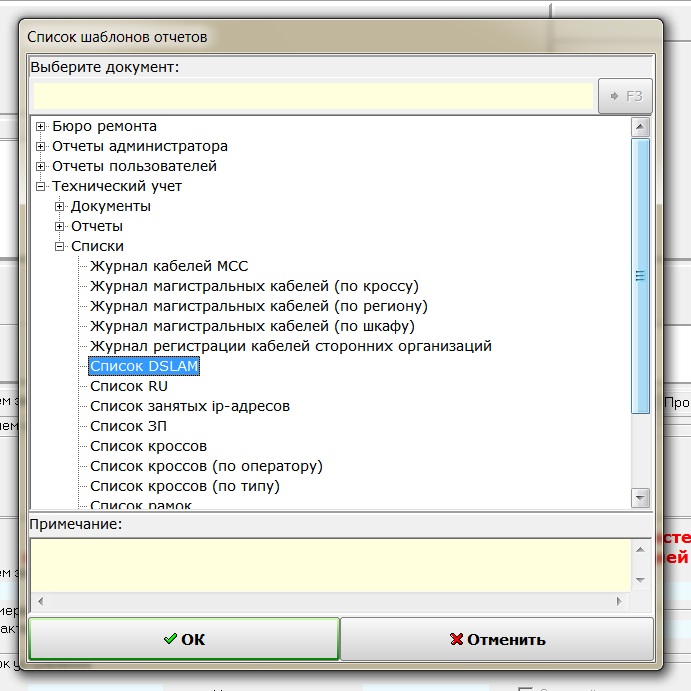 Список шаблонов отчетов
Выберите документ:
F3
Бюро ремонта
Отчеты администратора
Отчеты пользователей
Технический учет
Документы
Отчеты
Списки
Журнал кабелей МСС
Журнал магистральных кабелей (по кроссу)
Журнал магистральных кабелей (по региону)
Журнал магистральных кабелей (по шкафу)
Журнал регистрации кабелей сторонних организаций
Список DSLAM
Список RU
Список занятых ip-адресов
Список ЗП
Список кроссов
Список кроссов (по оператору)
Список кроссов (по типу)
Список рамок
Примечание:
OK
Отменить